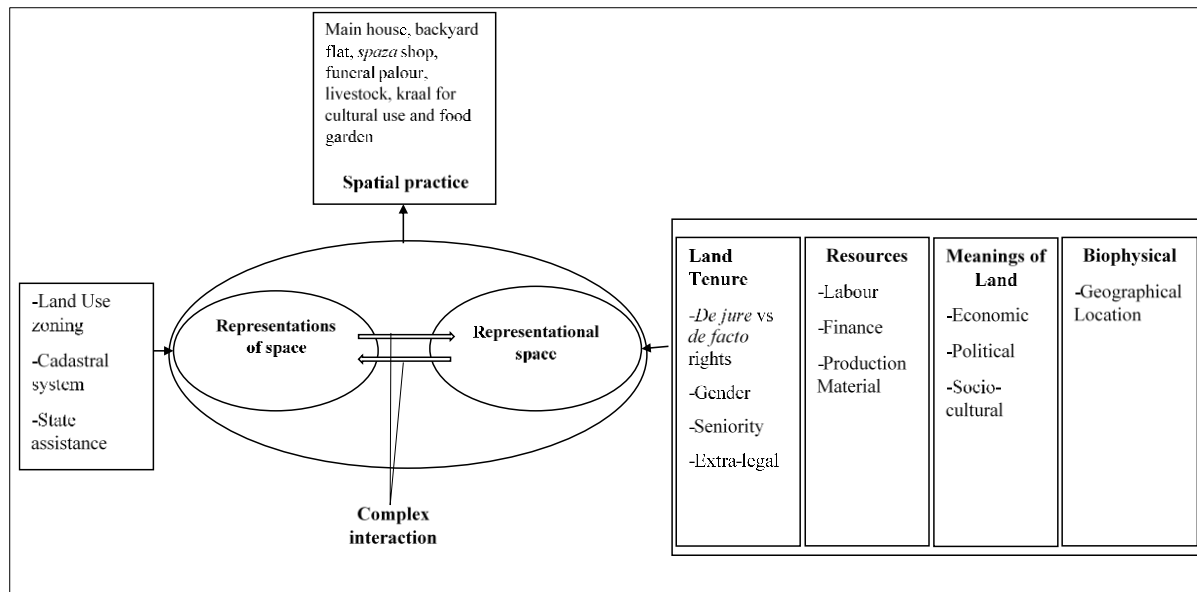 Main house, backyard
flat, spaza shop,
funeral palour,
livestock, kraal for
cultural use and food
garden
Spatial practice
-Land Use
zoning
-Cadastral
system
-State
assistance
Representations
of space
Representational
space
Complex
interaction
Land
Tenure
-De jure vs
de facto
rights
-Gender
-Seniority
-Extra-legal
Resources
-Labour
-Finance
-Production
Material
Meanings of
Land
-Economic
-Political
-Socio-
cultural
Biophysical
-Geographical
Location